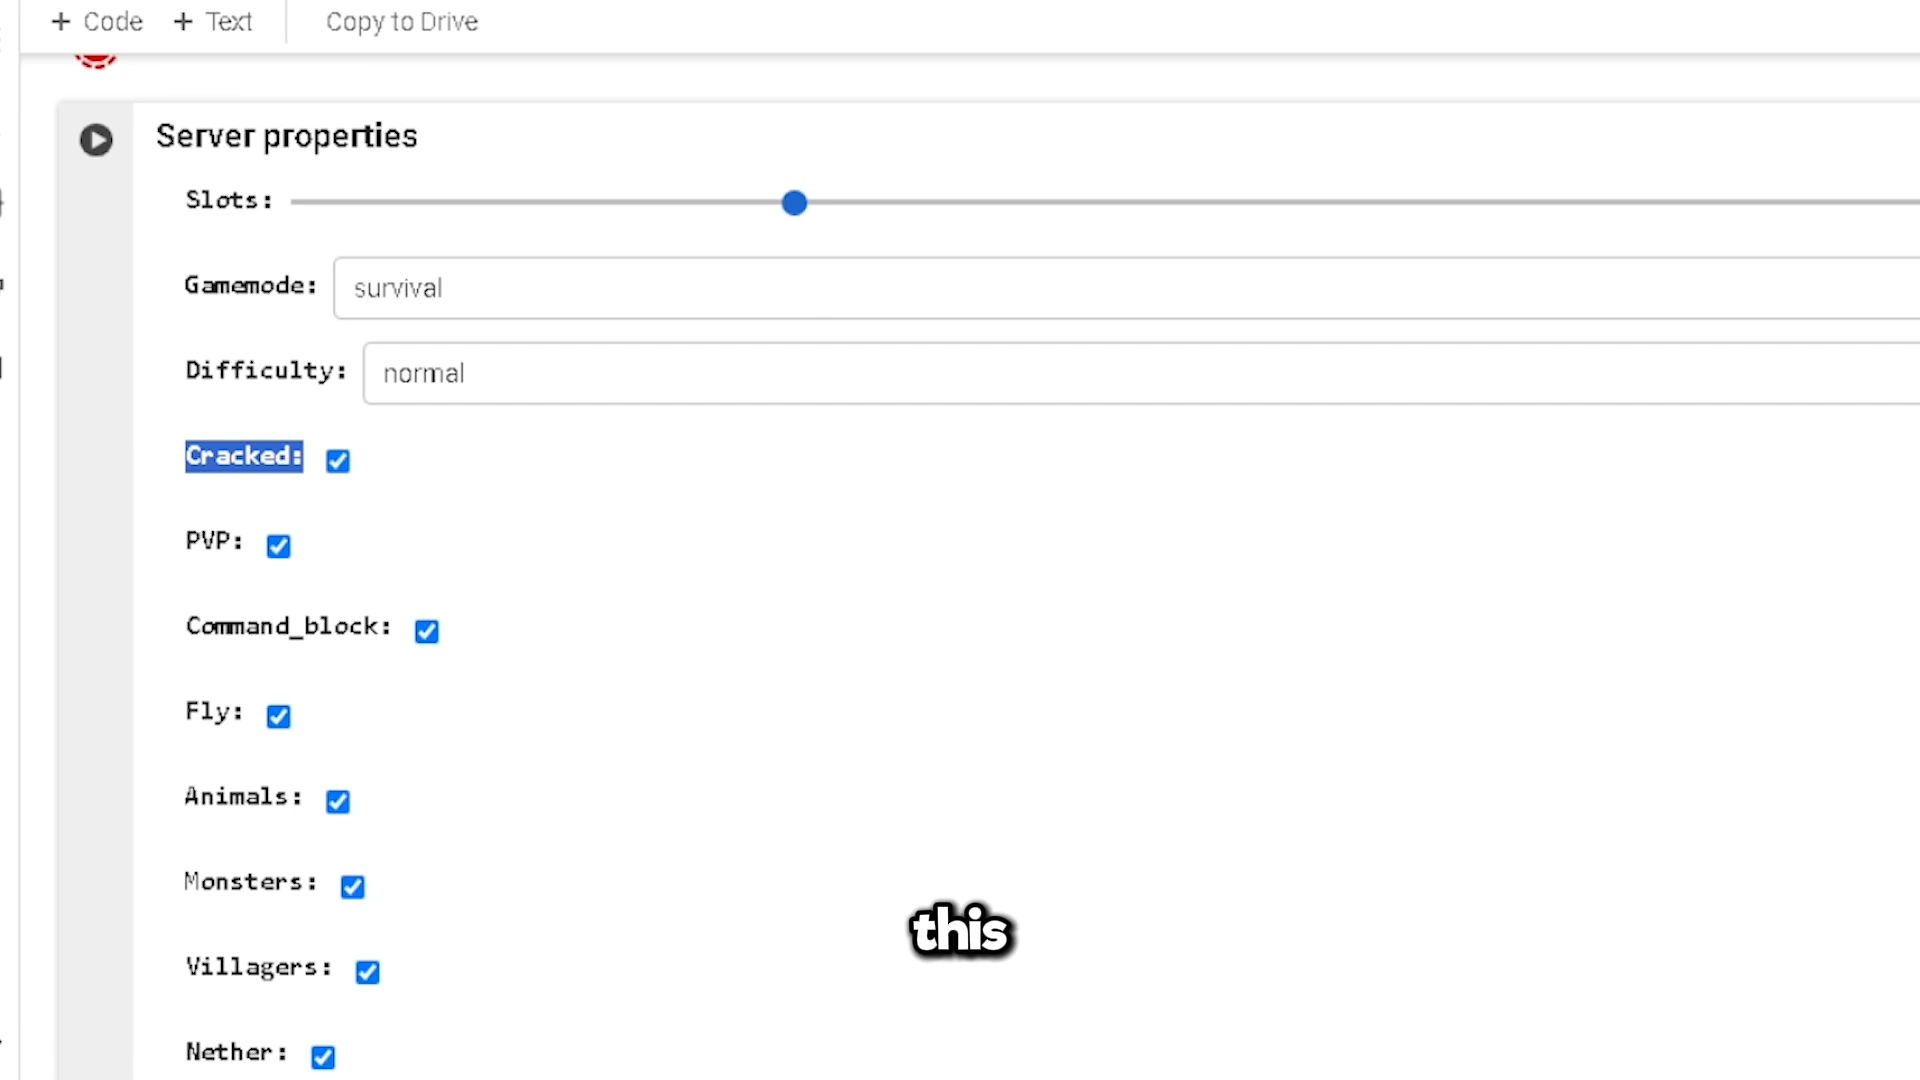 + Code + Text Copy to Drive
Server properties
Slots:
Gamemode: survival
Difficulty: normal
Cracked:
PVP:
Command_block:
Fly:
Animals:
Monsters:
this
Villagers:
Nether: